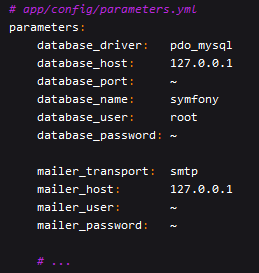 # app/config/parameters.yml
parameters:
    database_driver:   pdo_mysql
    database_host:     127.0.0.1
    database_port:     ~
    database_name:     symfony
    database_user:     root
    database_password: ~

    mailer_transport:  smtp
    mailer_host:       127.0.0.1
    mailer_user:       ~
    mailer_password:   ~

    # ...